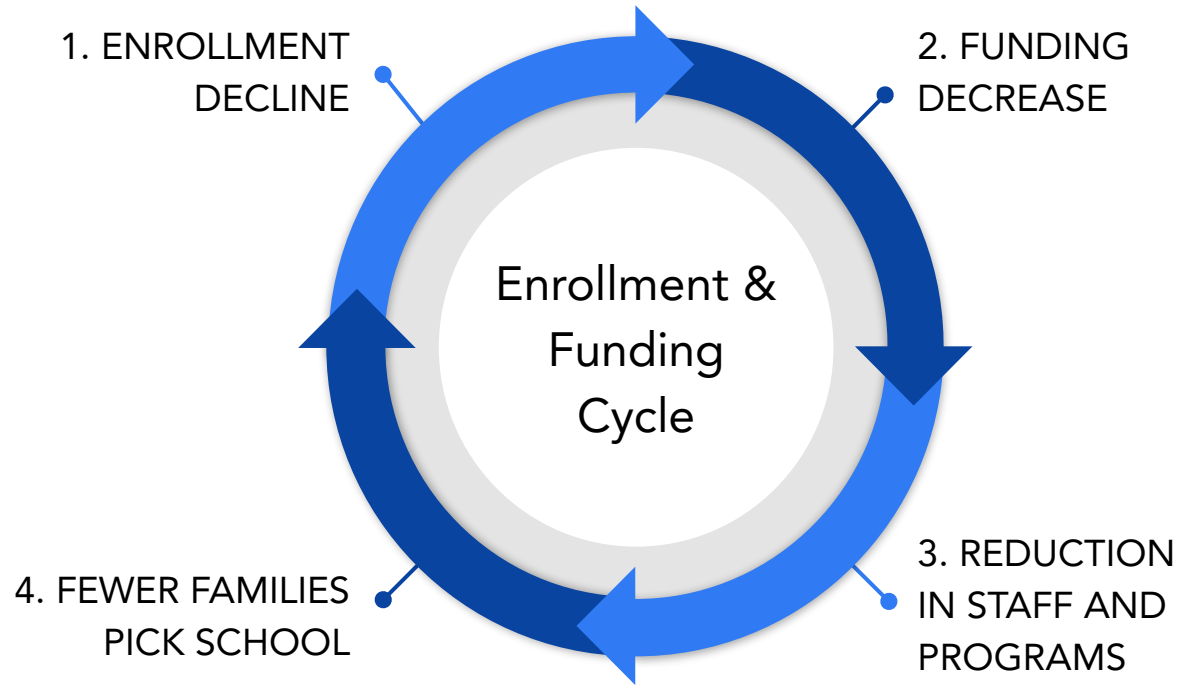 1. ENROLLMENT
DECLINE
2. FUNDING
DECREASE
Enrollment &
Funding
Cycle
3. REDUCTION
IN STAFF AND
PROGRAMS
4. FEWER FAMILIES
PICK SCHOOL